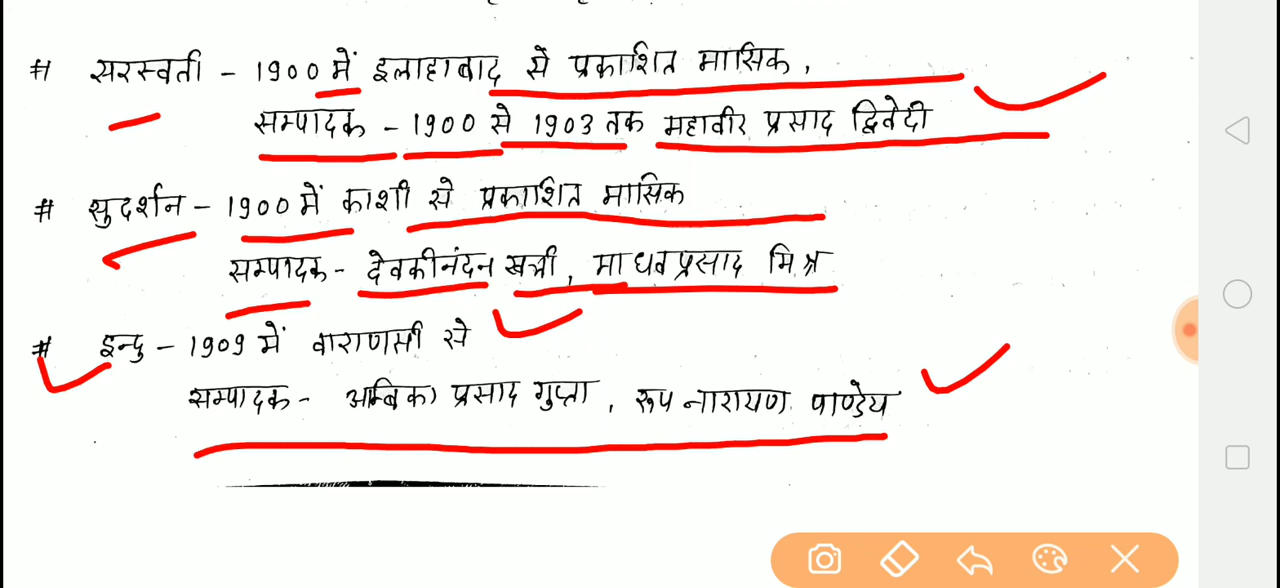 # सरस्वती - 1900 में इलाहाबाद से प्रकाशित मासिक,
सम्पादक - 1900 से 1903 तक महावीर प्रसाद द्विवेदी
# सुदर्शन - 1900 में काशी से प्रकाशित मासिक
सम्पादक - देवकीनंदन खत्री, माधवप्रसाद मिश्र
# इन्दु - 1909 में वाराणसी से
सम्पादक - अम्बिका प्रसाद गुप्ता, रूपनारायण पाण्डेय